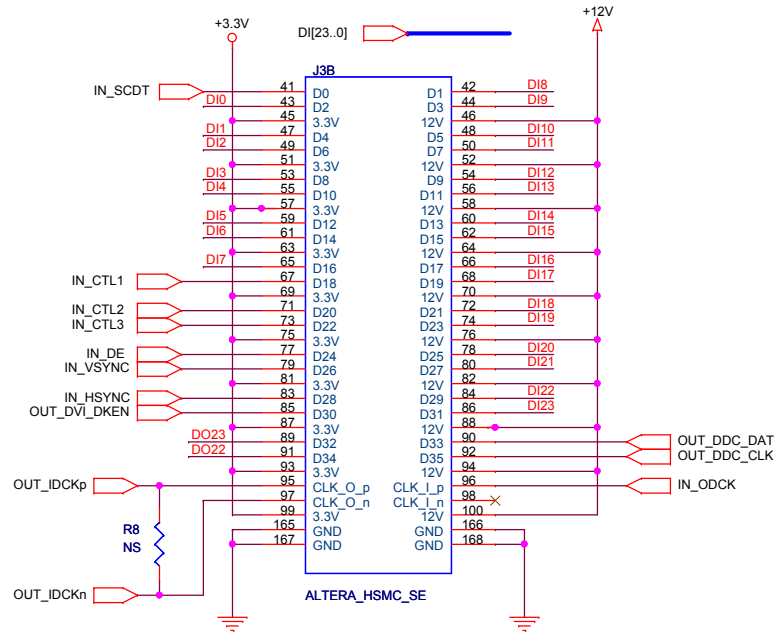 +3.3V
DI[23..0]
+12V
J3B
IN_SCDT 41 D0 D1 42 DI8
DI0 43 D2 D3 44 DI9
45 3.3V 12V 46
DI1 47 D4 D5 48 DI10
DI2 49 D6 D7 50 DI11
51 3.3V 12V 52
DI3 53 D8 D9 54 DI12
DI4 55 D10 D11 56 DI13
57 3.3V 12V 58
DI5 59 D12 D13 60 DI14
DI6 61 D14 D15 62 DI15
63 3.3V 12V 64
DI7 65 D16 D17 66 DI16
IN_CTL1 67 D18 D19 68 DI17
69 3.3V 12V 70
IN_CTL2 71 D20 D21 72 DI18
IN_CTL3 73 D22 D23 74 DI19
75 3.3V 12V 76
IN_DE 77 D24 D25 78 DI20
IN_VSYNC 79 D26 D27 80 DI21
81 3.3V 12V 82
IN_HSYNC 83 D28 D29 84 DI22
OUT_DVI_DKEN 85 D30 D31 86 DI23
87 3.3V 12V 88
DO23 89 D32 D33 90 OUT_DDC_DAT
DO22 91 D34 D35 92 OUT_DDC_CLK
93 3.3V 12V 94
OUT_IDCKp 95 CLK_O_p CLK_I_p 96 IN_ODCK
97 CLK_O_n CLK_I_n 98
99 3.3V 12V 100
165 GND GND 166
167 GND GND 168
R8
NS
OUT_IDCKn
ALTERA_HSMC_SE